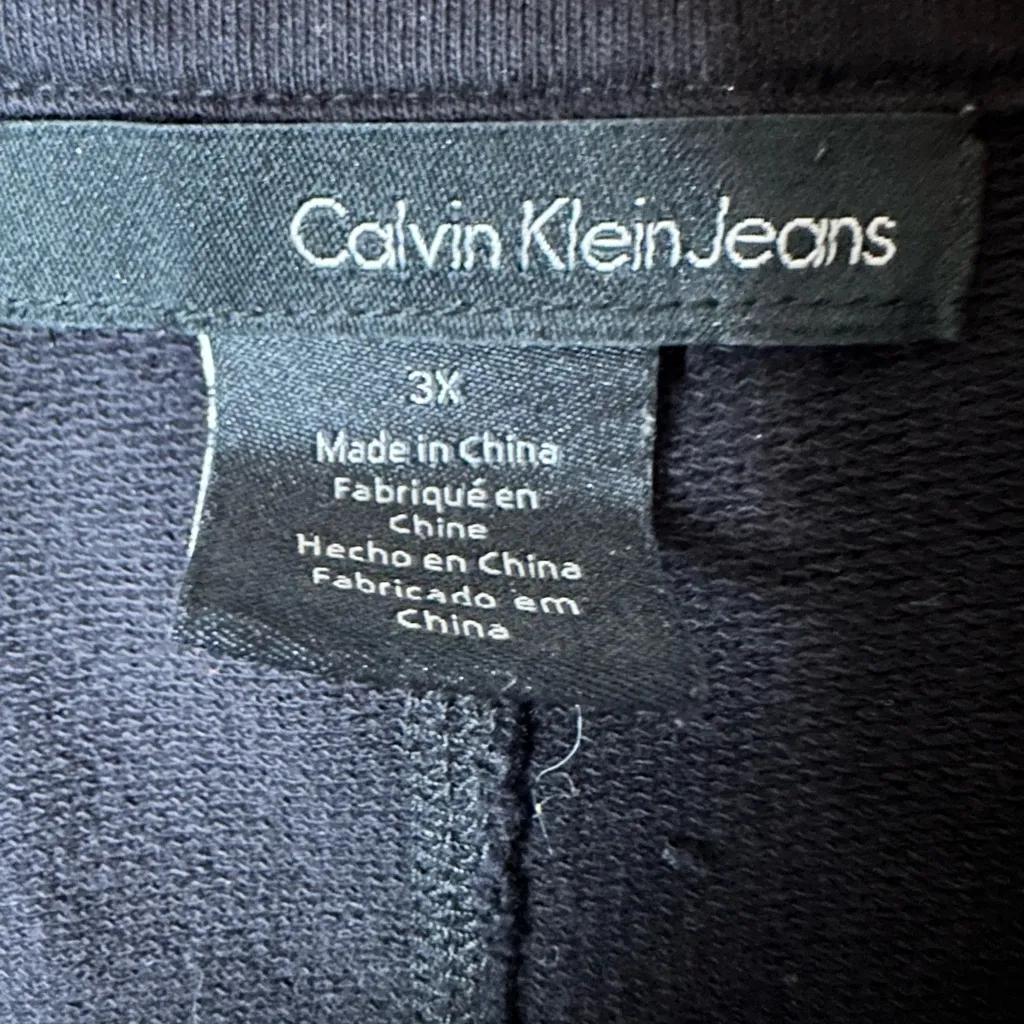 Calvin Klein Jeans
3X
Made in China
Fabriqué en
Chine
Hecho en China
Fabricado em
China